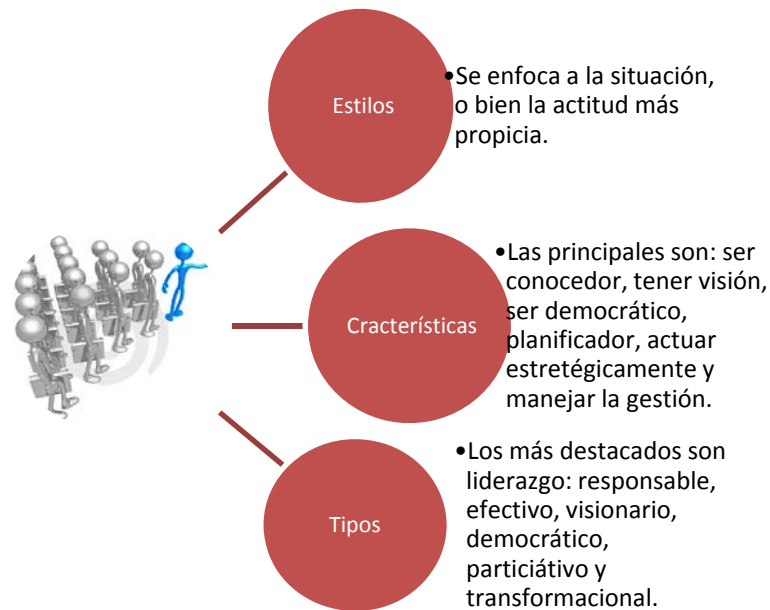 Estilos
•Se enfoca a la situación,
o bien la actitud más
propicia.
Cracterísticas
•Las principales son: ser
conocedor, tener visión,
ser democrático,
planificador, actuar
estretégicamente y
manejar la gestión.
Tipos
•Los más destacados son
liderazgo: responsable,
efectivo, visionario,
democrático,
particiátivo y
transformacional.